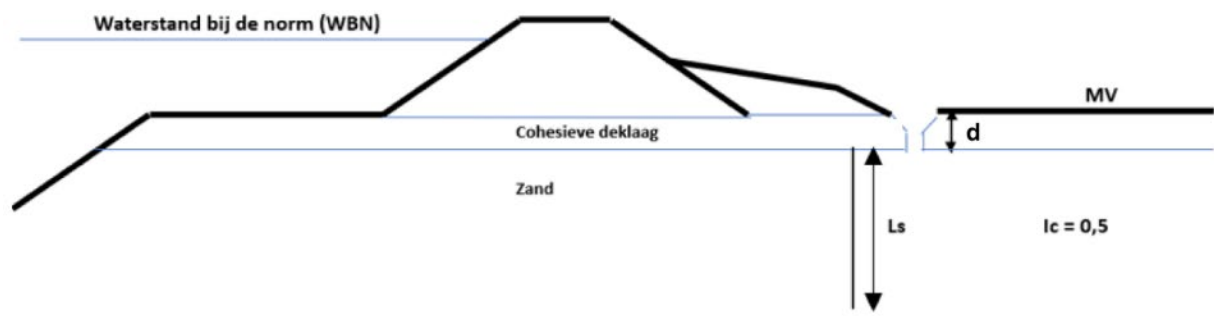 Waterstand bij de norm (WBN)
MV
Cohesieve deklaag
d
Zand
Ls
Ic = 0,5